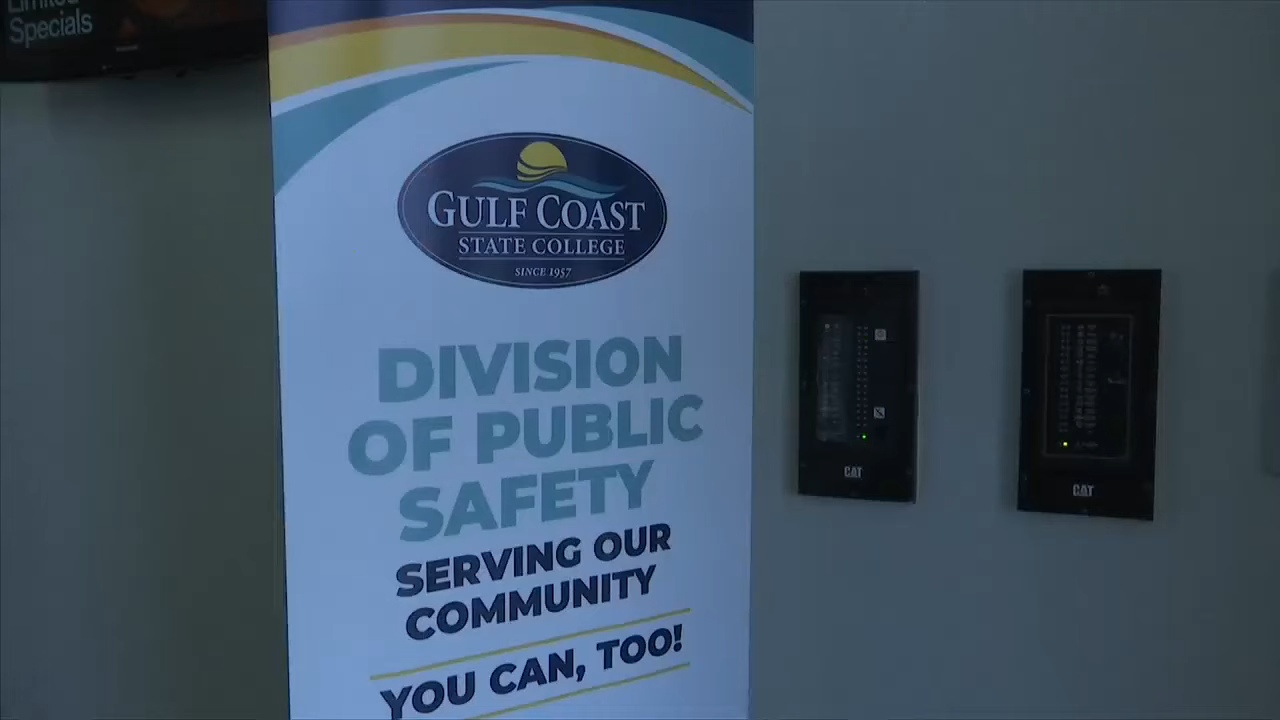 Limited
Specials
GULF COAST
STATE COLLEGE
SINCE 1957
DIVISION
OF PUBLIC
SAFETY
SERVING OUR
COMMUNITY
YOU CAN, TOO!
CAT
CAT